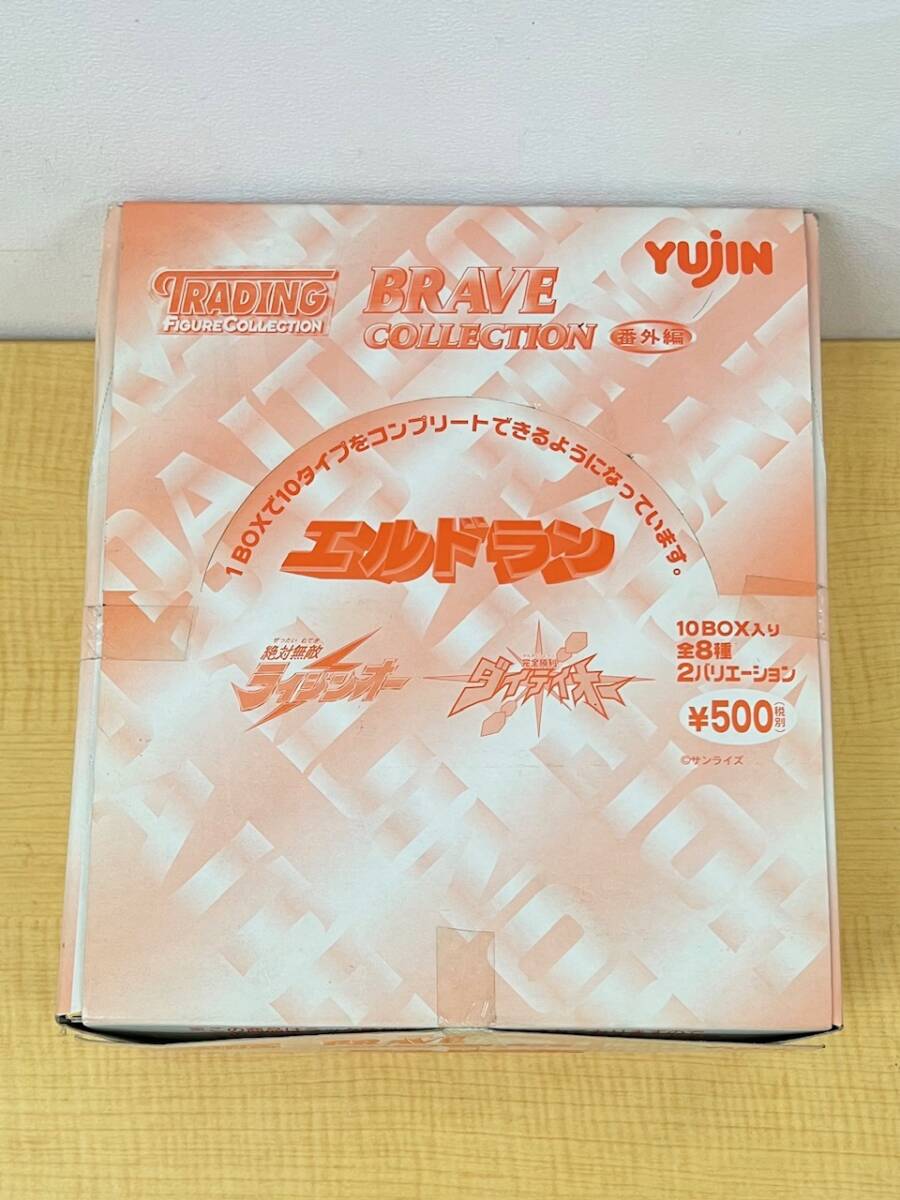 YUJIN
TRADING
FIGURE COLLECTION
BRAVE
COLLECTION 番外編
1BOXで10タイプをコンプリートできるようになっています。
エルドラン
ぜったい むてき
絶対無敵
ライジンオー
完全勝利
ダイテイオー
10BOX入り
全8種
2バリエーション
¥500(税別)
©サンライズ
BRAVE